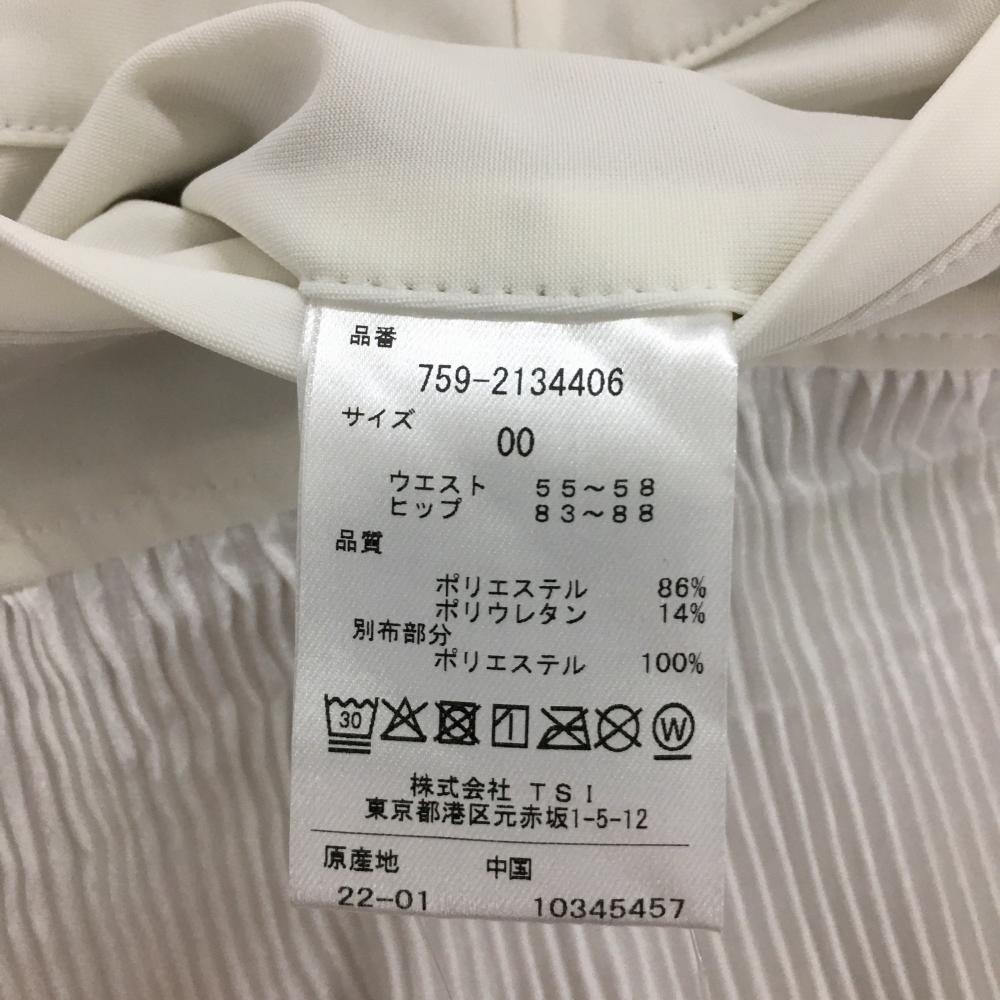 品番
759-2134406
サイズ
00
ウエスト 55～58
ヒップ 83～88
品質
ポリエステル 86%
ポリウレタン 14%
別布部分
ポリエステル 100%
30 W
株式会社 TSI
東京都港区元赤坂1-5-12
原産地 中国
22-01 10345457